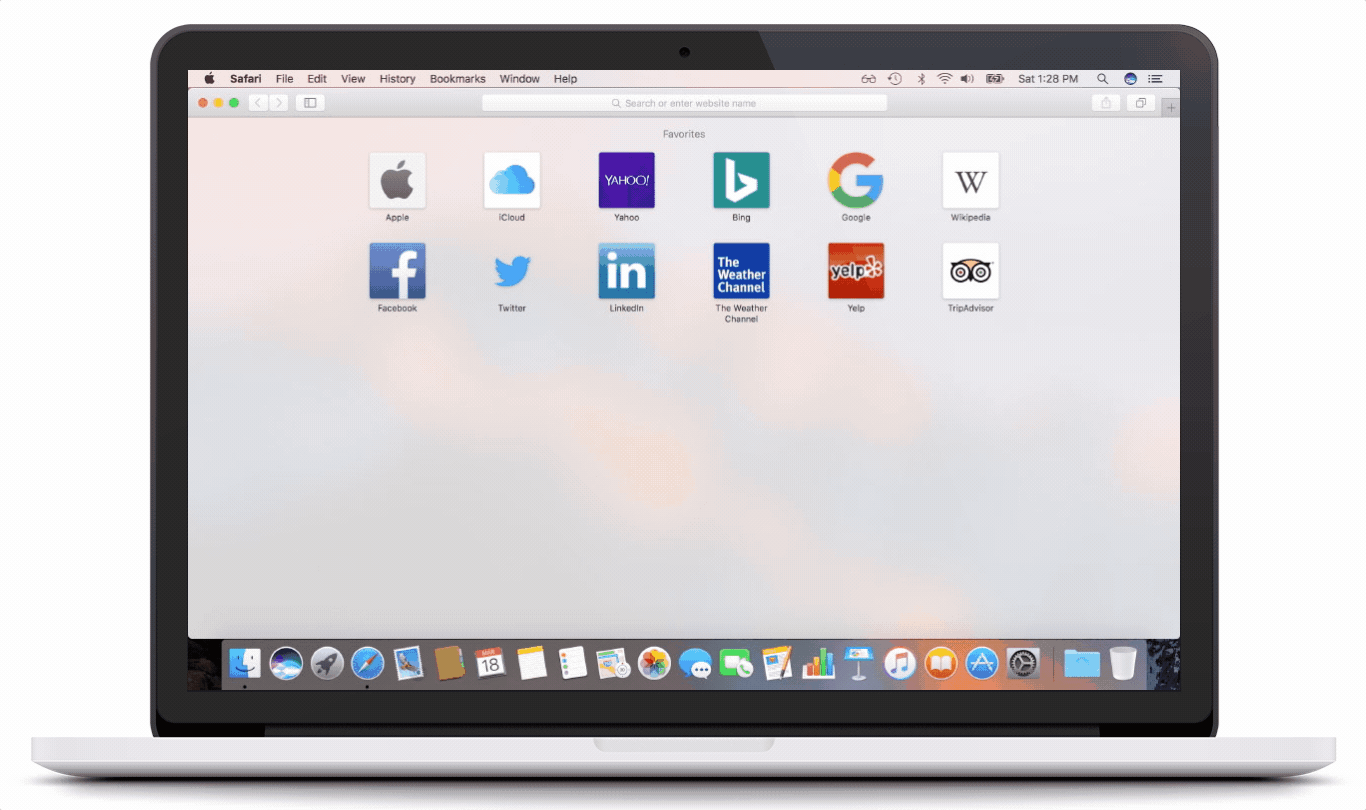 Safari File Edit View History Bookmarks Window Help Sat 1:28 PM
Search or enter website name
Favorites
YAHOO!
W
Apple iCloud Yahoo Bing Google Wikipedia
f
in
The
Weather
Channel
yelp
Facebook Twitter LinkedIn The Weather
Channel
Yelp TripAdvisor
MAR
18